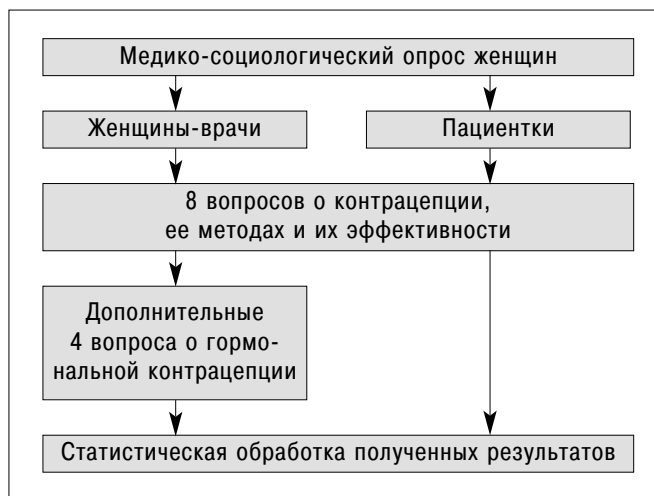 Медико-социологический опрос женщин
Женщины-врачи
Пациентки
8 вопросов о контрацепции,
ее методах и их эффективности
Дополнительные
4 вопроса о гормо-
нальной контрацепции
Статистическая обработка полученных результатов